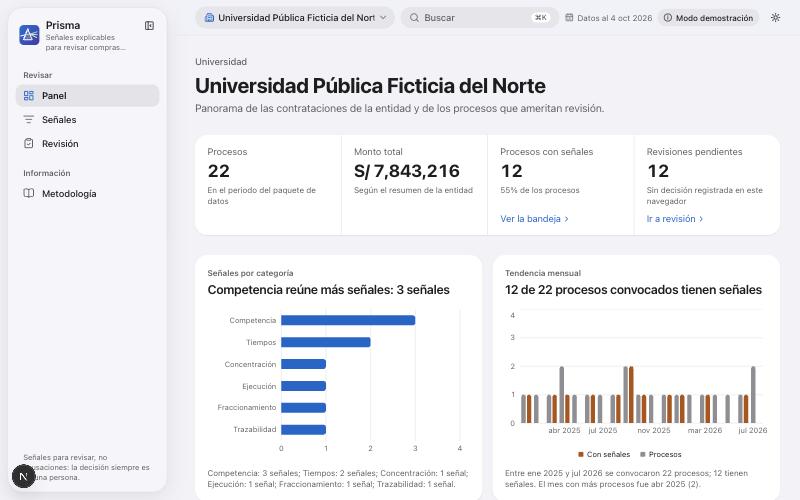 Prisma
Señales explicables
para revisar compras...
Revisar
Panel
Señales
Revisión
Información
Metodología
Señales para revisar, no
la decisión siempre es
persona.
N
Universidad Pública Ficticia del Nort
Buscar
⌘K
Datos al 4 oct 2026
Modo demostración
Universidad
Universidad Pública Ficticia del Norte
Panorama de las contrataciones de la entidad y de los procesos que ameritan revisión.
Procesos
22
En el periodo del paquete de
datos
Monto total
S/ 7,843,216
Según el resumen de la entidad
Procesos con señales
12
55% de los procesos
Ver la bandeja ›
Revisiones pendientes
12
Sin decisión registrada en este
navegador
Ir a revisión ›
Señales por categoría
Competencia reúne más señales: 3 señales
Competencia
Tiempos
Concentración
Ejecución
Fraccionamiento
Trazabilidad
0 1 2 3 4
Competencia: 3 señales; Tiempos: 2 señales; Concentración: 1 señal;
Ejecución: 1 señal; Fraccionamiento: 1 señal; Trazabilidad: 1 señal.
Tendencia mensual
12 de 22 procesos convocados tienen señales
4
3
2
1
0
abr 2025 jul 2025 nov 2025 mar 2026 jul 2026
Con señales Procesos
Entre ene 2025 y jul 2026 se convocaron 22 procesos; 12 tienen
señales. El mes con más procesos fue abr 2025 (2).